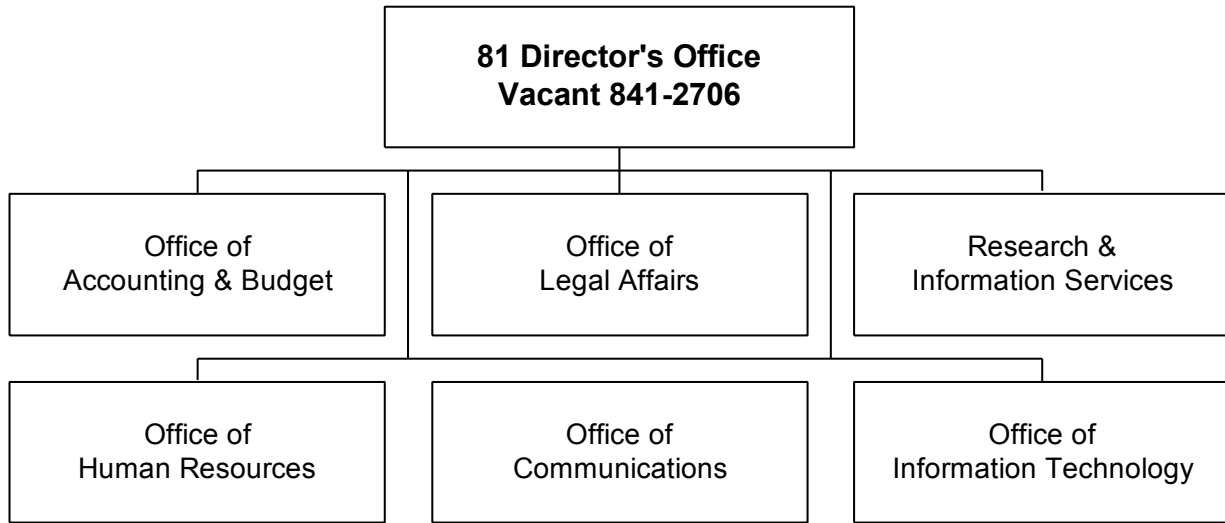 81 Director's Office
Vacant 841-2706
Office of
Accounting & Budget
Office of
Legal Affairs
Research &
Information Services
Office of
Human Resources
Office of
Communications
Office of
Information Technology